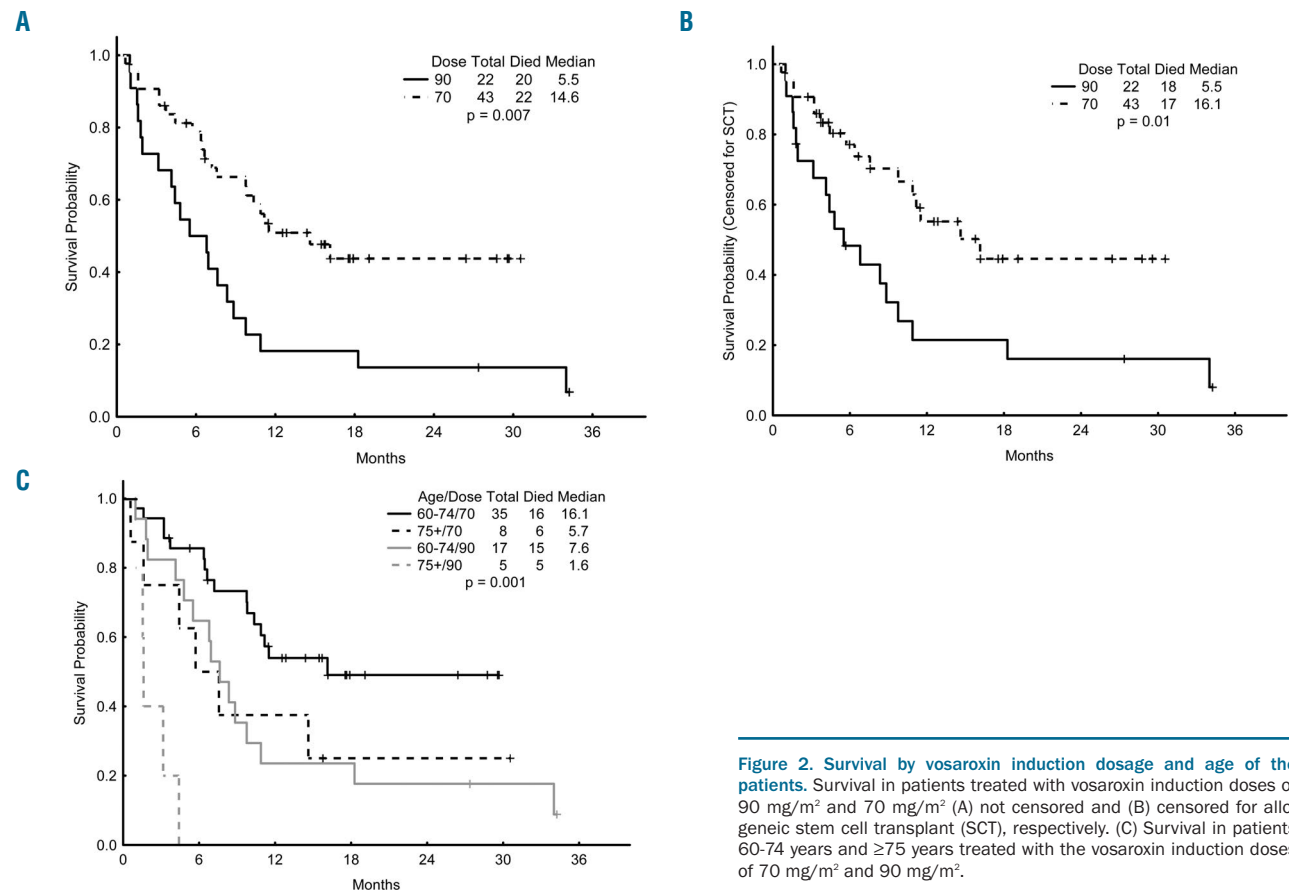 A
Dose Total Died Median
90 22 20 5.5
70 43 22 14.6
p = 0.007
Survival Probability
1.0
0.8
0.6
0.4
0.2
0.0
0 6 12 18 24 30 36
Months
B
Dose Total Died Median
90 22 18 5.5
70 43 17 16.1
p = 0.01
Survival Probability (Censored for SCT)
1.0
0.8
0.6
0.4
0.2
0.0
0 6 12 18 24 30 36
Months
C
Age/Dose Total Died Median
60-74/70 35 16 16.1
75+/70 8 6 5.7
60-74/90 17 15 7.6
75+/90 5 5 1.6
p = 0.001
Survival Probability
1.0
0.8
0.6
0.4
0.2
0.0
0 6 12 18 24 30 36
Months
Figure 2. Survival by vosaroxin induction dosage and age of the
patients. Survival in patients treated with vosaroxin induction doses o
90 mg/m² and 70 mg/m² (A) not censored and (B) censored for allo
geneic stem cell transplant (SCT), respectively. (C) Survival in patients
60-74 years and ≥75 years treated with the vosaroxin induction doses
of 70 mg/m² and 90 mg/m².